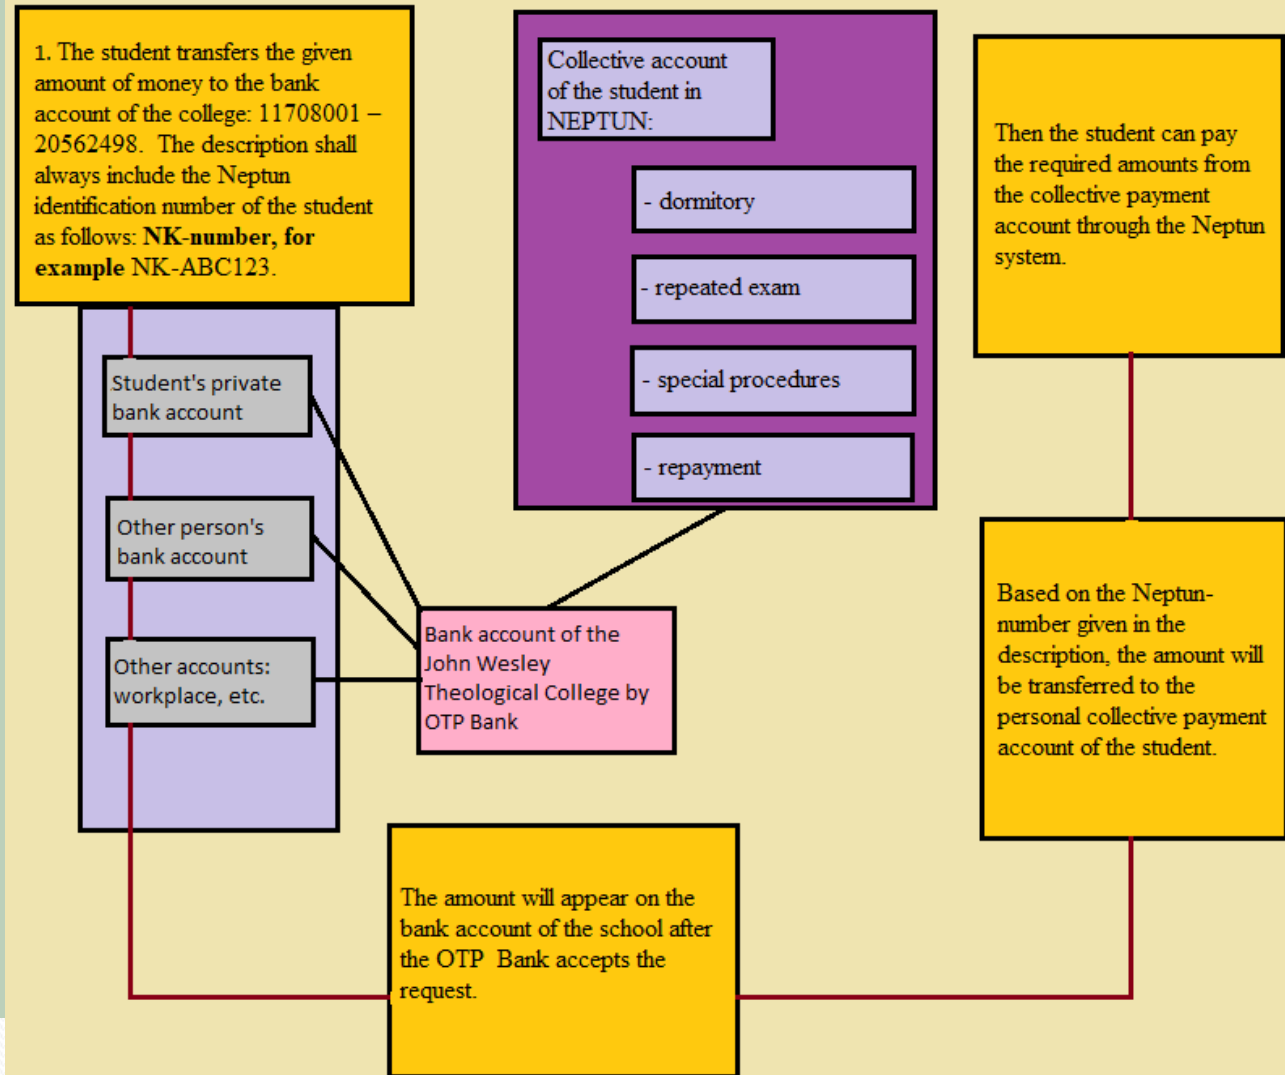 1. The student transfers the given
amount of money to the bank
account of the college: 11708001 –
20562498.  The description shall
always include the Neptun
identification number of the student
as follows: NK-number, for
example NK-ABC123.
Student's private
bank account
Other person's
bank account
Other accounts:
workplace, etc.
Collective account
of the student in
NEPTUN:
- dormitory
- repeated exam
- special procedures
- repayment
Bank account of the
John Wesley
Theological College by
OTP Bank
The amount will appear on the
bank account of the school after
the OTP  Bank accepts the
request.
Then the student can pay
the required amounts from
the collective payment
account through the Neptun
system.
Based on the Neptun-
number given in the
description, the amount will
be transferred to the
personal collective payment
account of the student.